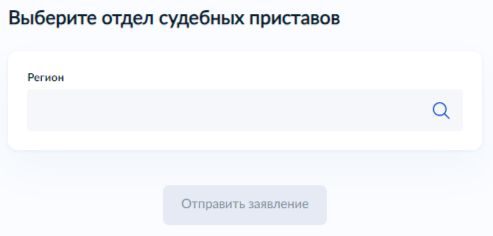 Выберите отдел судебных приставов
Регион
Отправить заявление